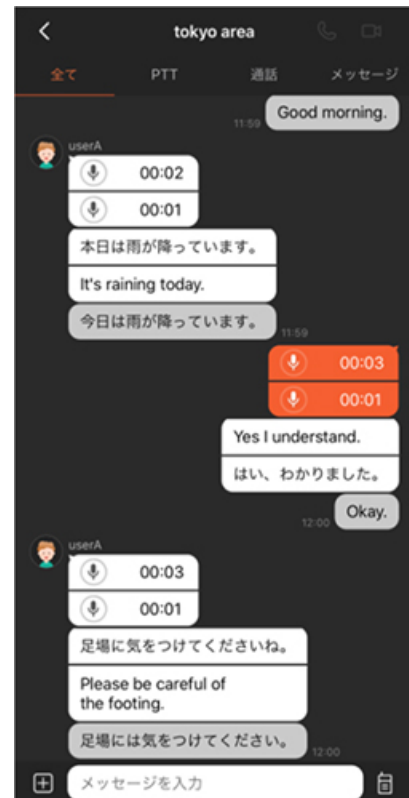 tokyo area
全て PTT 通話 メッセージ
Good morning.
11:59
userA
00:02
00:01
本日は雨が降っています。
It's raining today.
今日は雨が降っています。
11:59
00:03
00:01
Yes I understand.
はい、わかりました。
Okay.
12:00
userA
00:03
00:01
足場に気をつけてくださいね。
Please be careful of
the footing.
足場には気をつけてください。
12:00
メッセージを入力